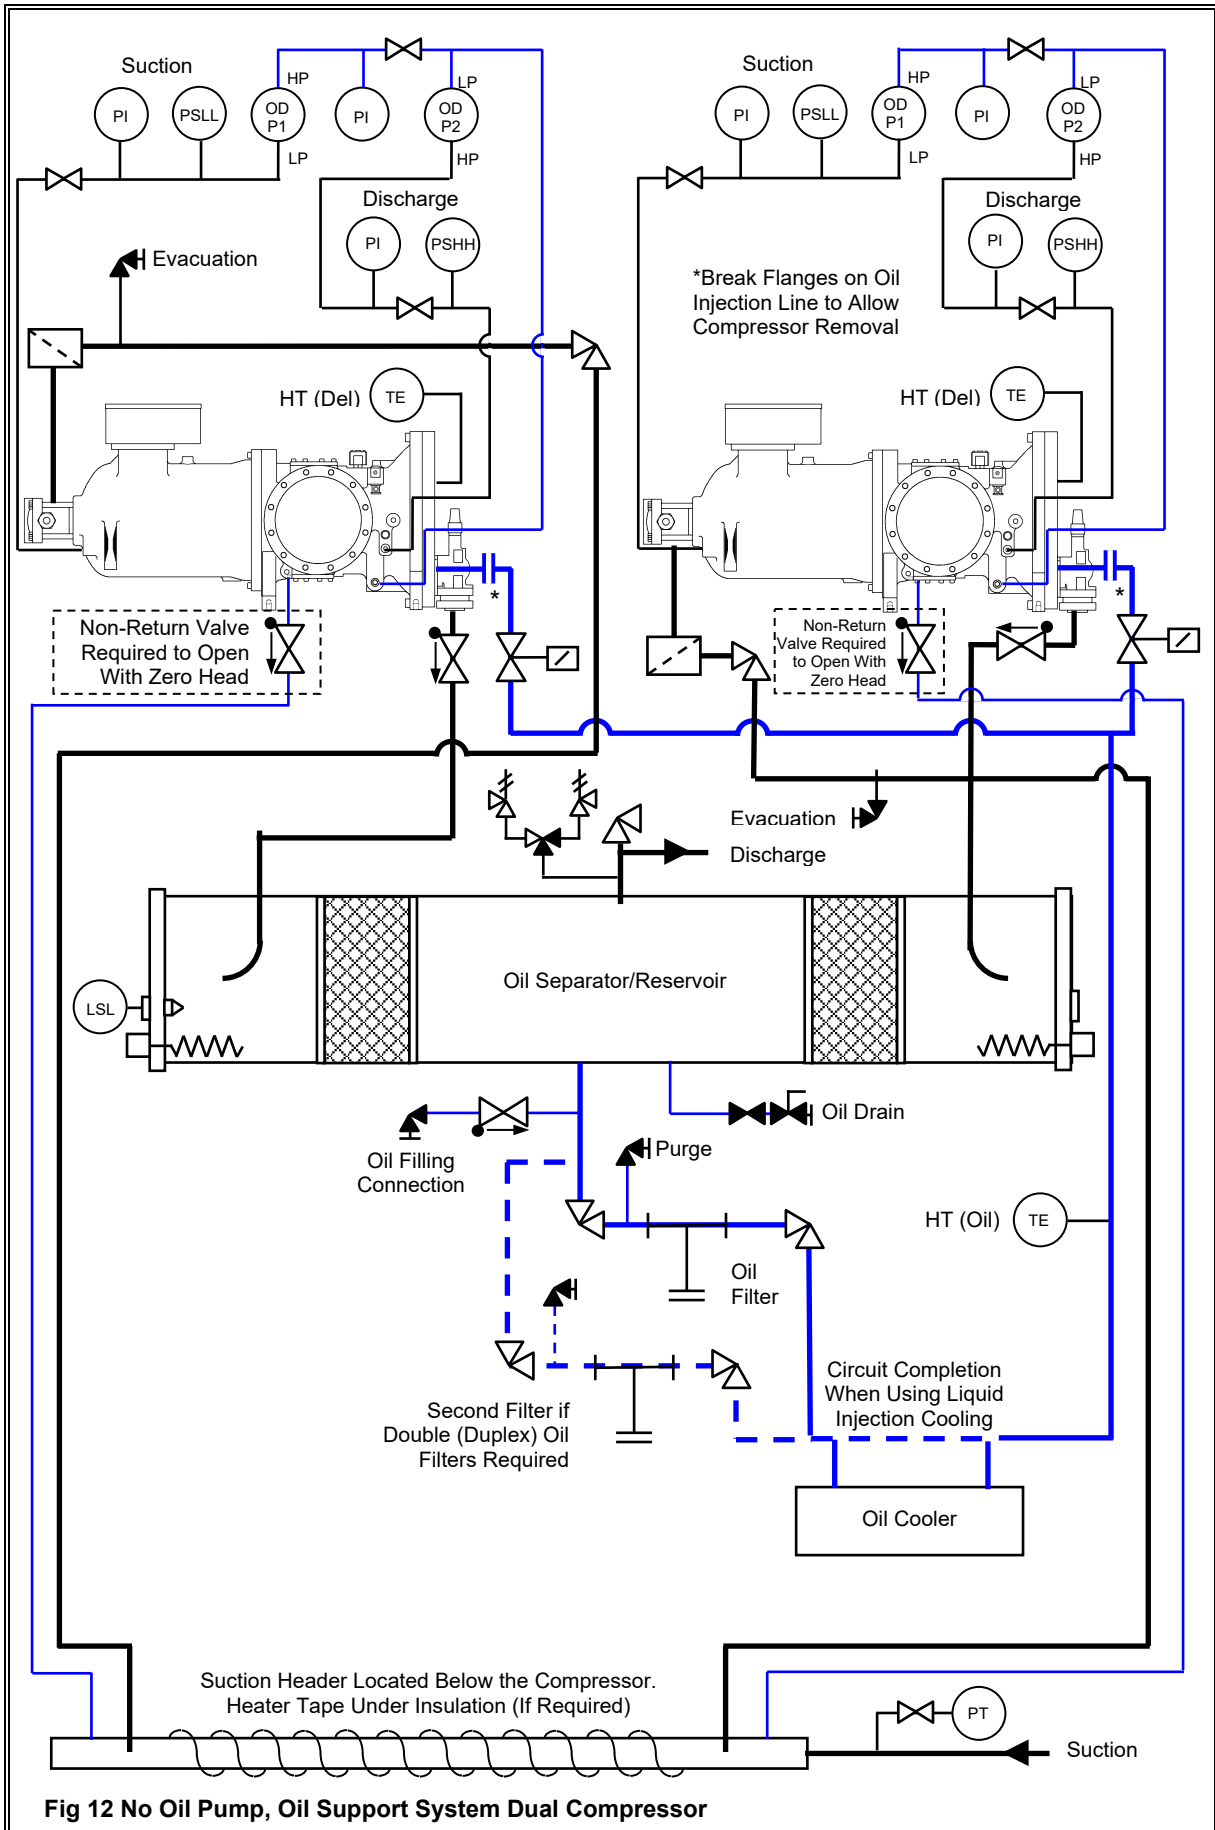 Suction
HP
LP
PI
PSLL
OD
P1
PI
OD
P2
LP
HP
Discharge
PI
PSHH
Evacuation
HT (Del)
TE
Suction
HP
LP
PI
PSLL
OD
P1
PI
OD
P2
LP
HP
Discharge
PI
PSHH
*Break Flanges on Oil
Injection Line to Allow
Compressor Removal
HT (Del)
TE
*
*
Non-Return Valve
Required to Open
With Zero Head
Non-Return
Valve Required
to Open With
Zero Head
Evacuation
Discharge
Oil Separator/Reservoir
LSL
Oil Drain
Oil Filling
Connection
Purge
HT (Oil)
TE
Oil
Filter
Circuit Completion
When Using Liquid
Injection Cooling
Second Filter if
Double (Duplex) Oil
Filters Required
Oil Cooler
Suction Header Located Below the Compressor.
Heater Tape Under Insulation (If Required)
PT
Suction
Fig 12 No Oil Pump, Oil Support System Dual Compressor